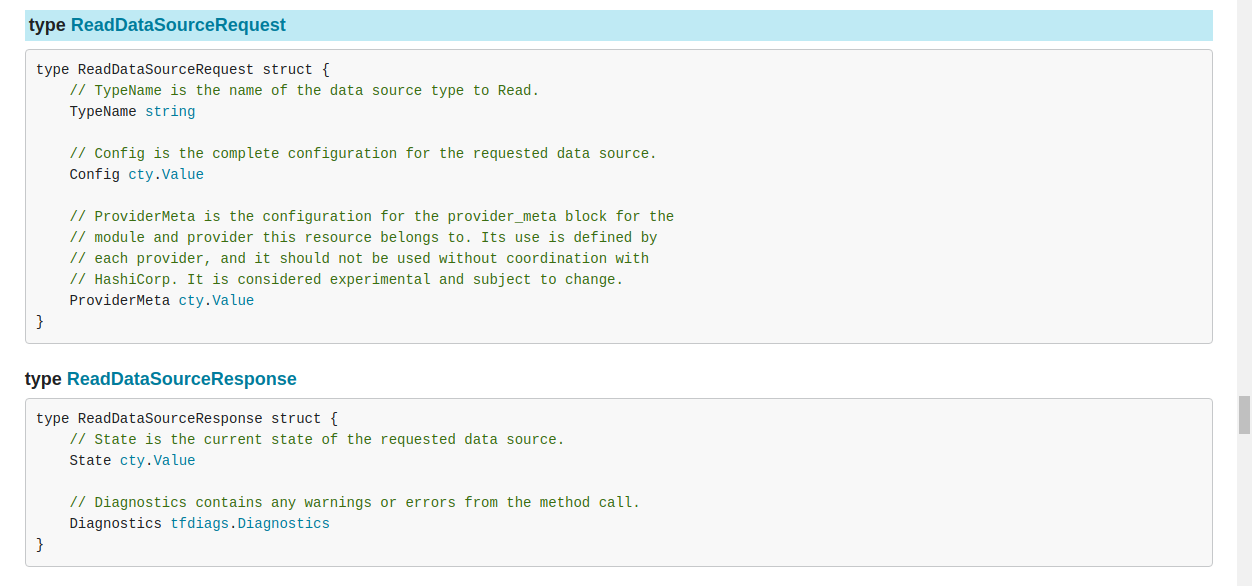 type ReadDataSourceRequest
type ReadDataSourceRequest struct {
    // TypeName is the name of the data source type to Read.
    TypeName string

    // Config is the complete configuration for the requested data source.
    Config cty.Value

    // ProviderMeta is the configuration for the provider_meta block for the
    // module and provider this resource belongs to. Its use is defined by
    // each provider, and it should not be used without coordination with
    // HashiCorp. It is considered experimental and subject to change.
    ProviderMeta cty.Value
}
type ReadDataSourceResponse
type ReadDataSourceResponse struct {
    // State is the current state of the requested data source.
    State cty.Value

    // Diagnostics contains any warnings or errors from the method call.
    Diagnostics tfdiags.Diagnostics
}